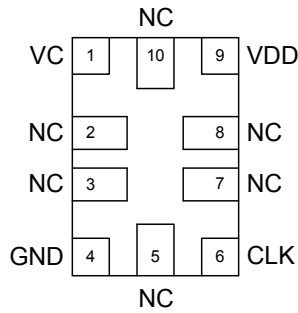 NC
VC 1 10 9 VDD
NC 2 8 NC
NC 3 7 NC
GND 4 5 6 CLK
NC